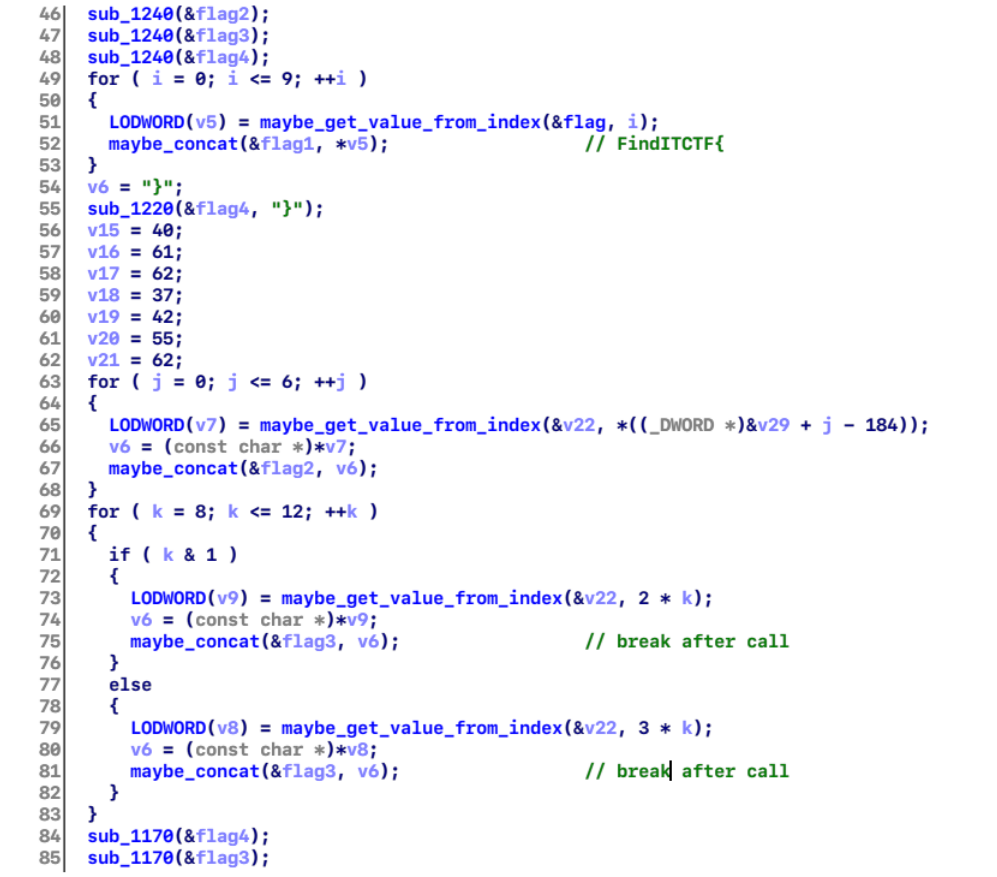 46 sub_1240(&flag2);
47 sub_1240(&flag3);
48 sub_1240(&flag4);
49 for ( i = 0; i <= 9; ++i )
50 {
51 LODWORD(v5) = maybe_get_value_from_index(&flag, i);
52 maybe_concat(&flag1, *v5); // FindITCTF{
53 }
54 v6 = "}";
55 sub_1220(&flag4, "}");
56 v15 = 40;
57 v16 = 61;
58 v17 = 62;
59 v18 = 37;
60 v19 = 42;
61 v20 = 55;
62 v21 = 62;
63 for ( j = 0; j <= 6; ++j )
64 {
65 LODWORD(v7) = maybe_get_value_from_index(&v22, *((_DWORD *)&v29 + j - 184));
66 v6 = (const char *)*v7;
67 maybe_concat(&flag2, v6);
68 }
69 for ( k = 8; k <= 12; ++k )
70 {
71 if ( k & 1 )
72 {
73 LODWORD(v9) = maybe_get_value_from_index(&v22, 2 * k);
74 v6 = (const char *)*v9;
75 maybe_concat(&flag3, v6); // break after call
76 }
77 else
78 {
79 LODWORD(v8) = maybe_get_value_from_index(&v22, 3 * k);
80 v6 = (const char *)*v8;
81 maybe_concat(&flag3, v6); // break after call
82 }
83 }
84 sub_1170(&flag4);
85 sub_1170(&flag3);